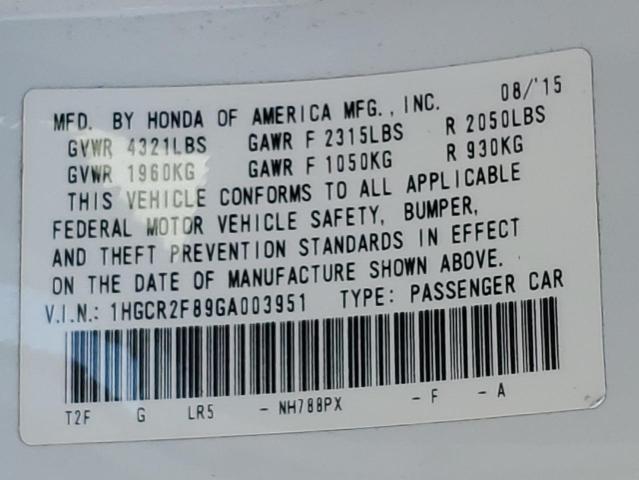 MFD. BY HONDA OF AMERICA MFG., INC. 08/'15
GVWR 4321LBS GAWR F 2315LBS R 2050LBS
GVWR 1960KG GAWR F 1050KG R 930KG
THIS VEHICLE CONFORMS TO ALL APPLICABLE
FEDERAL MOTOR VEHICLE SAFETY, BUMPER,
AND THEFT PREVENTION STANDARDS IN EFFECT
ON THE DATE OF MANUFACTURE SHOWN ABOVE.
V.I.N.: 1HGCR2F89GA003951 TYPE: PASSENGER CAR
T2F G LR5 - NH788PX - F - A